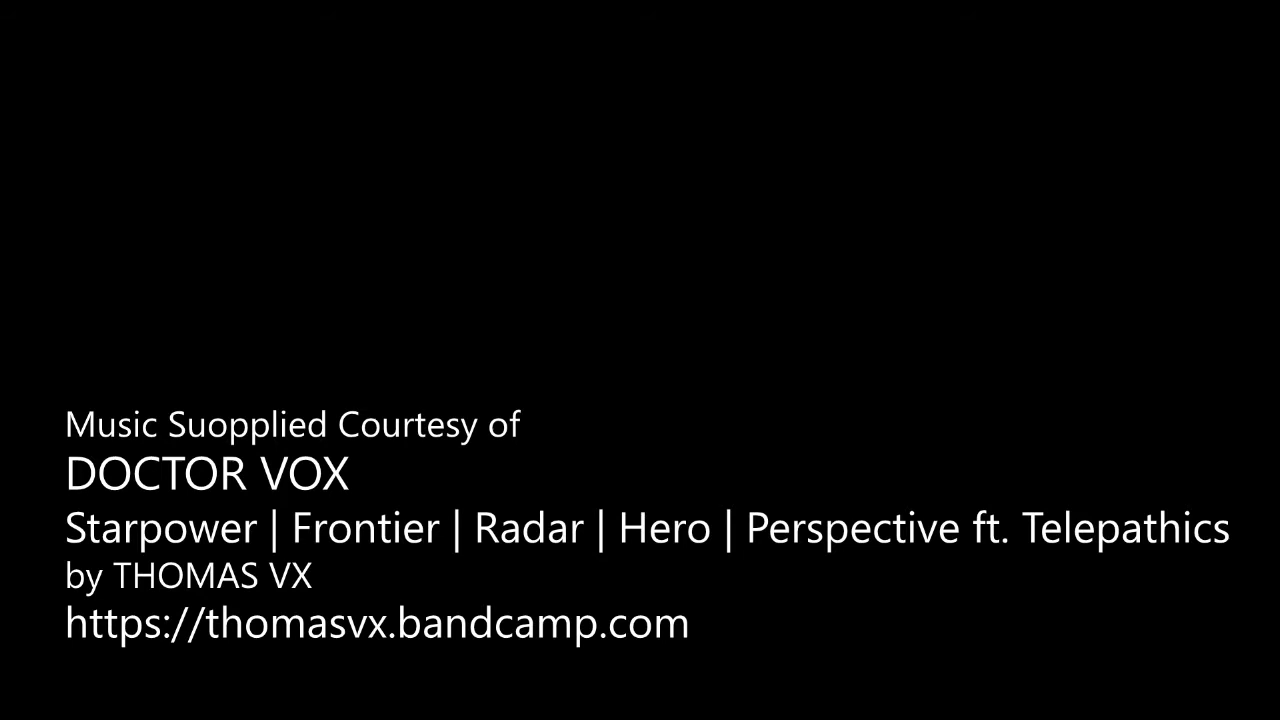 Music Suopplied Courtesy of
DOCTOR VOX
Starpower | Frontier | Radar | Hero | Perspective ft. Telepathics
by THOMAS VX
https://thomasvx.bandcamp.com